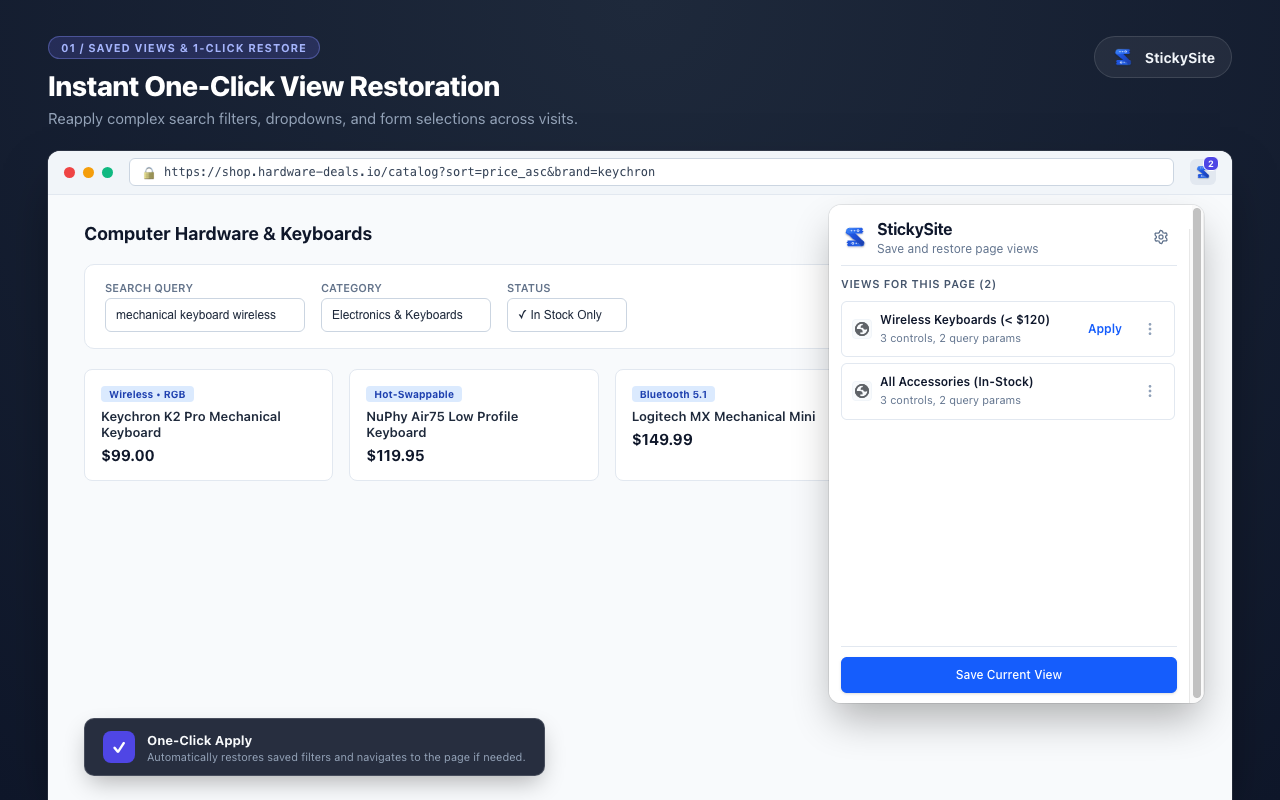 01 / SAVED VIEWS & 1-CLICK RESTORE
StickySite
Instant One-Click View Restoration
Reapply complex search filters, dropdowns, and form selections across visits.
https://shop.hardware-deals.io/catalog?sort=price_asc&brand=keychron
2
Computer Hardware & Keyboards
SEARCH QUERY
mechanical keyboard wireless
CATEGORY
Electronics & Keyboards
STATUS
✓ In Stock Only
Wireless • RGB
Keychron K2 Pro Mechanical
Keyboard
$99.00
Hot-Swappable
NuPhy Air75 Low Profile
Keyboard
$119.95
Bluetooth 5.1
Logitech MX Mechanical Mini
$149.99
StickySite
Save and restore page views
VIEWS FOR THIS PAGE (2)
Wireless Keyboards (< $120)
3 controls, 2 query params
Apply
All Accessories (In-Stock)
3 controls, 2 query params
Save Current View
One-Click Apply
Automatically restores saved filters and navigates to the page if needed.